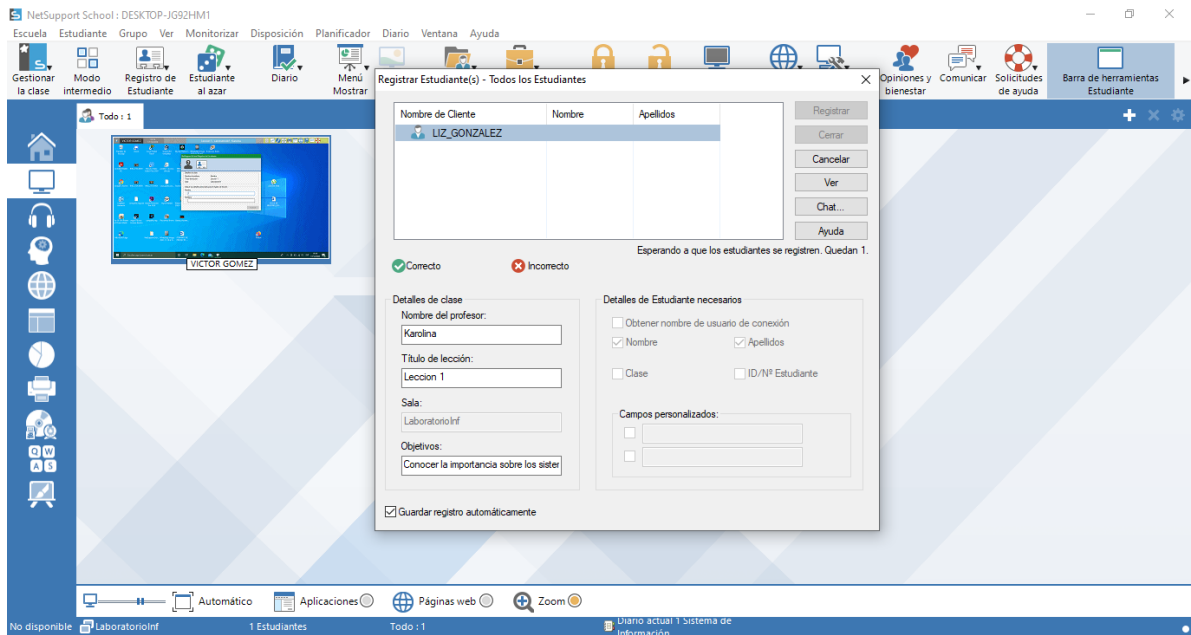 NetSupport School : DESKTOP-JG92HM1
Escuela Estudiante Grupo Ver Monitorizar Disposición Planificador Diario Ventana Ayuda
Gestionar la clase
Modo intermedio
Registro de Estudiante
Estudiante al azar
Diario
Menú Mostrar
Opiniones y bienestar
Comunicar
Solicitudes de ayuda
Barra de herramientas Estudiante
Todo : 1
VICTOR GOMEZ
Registrar Estudiante(s) - Todos los Estudiantes
Nombre de Cliente Nombre Apellidos
LIZ_GONZALEZ
Registrar
Cerrar
Cancelar
Ver
Chat...
Ayuda
Esperando a que los estudiantes se registren. Quedan 1.
Correcto Incorrecto
Detalles de clase
Nombre del profesor:
Karolina
Título de lección:
Leccion 1
Sala:
LaboratorioInf
Objetivos:
Conocer la importancia sobre los sister
Detalles de Estudiante necesarios
Obtener nombre de usuario de conexión
Nombre Apellidos
Clase ID/Nº Estudiante
Campos personalizados:
Guardar registro automáticamente
Q W
A S
Automático Aplicaciones Páginas web Zoom
No disponible LaboratorioInf 1 Estudiantes Todo : 1 Diario actual 1 Sistema de
Información